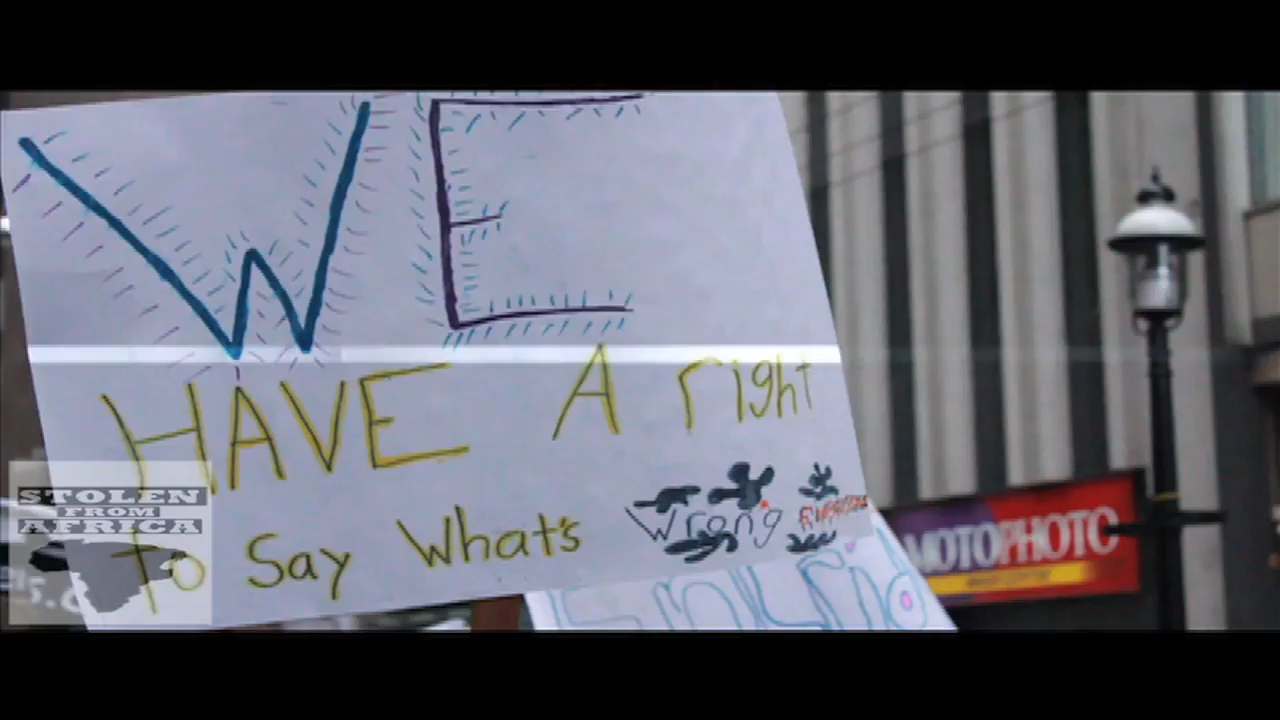 WE
HAVE A right
To Say What's Wrong
STOLEN
FROM
AFRICA
MOTOPHOTO